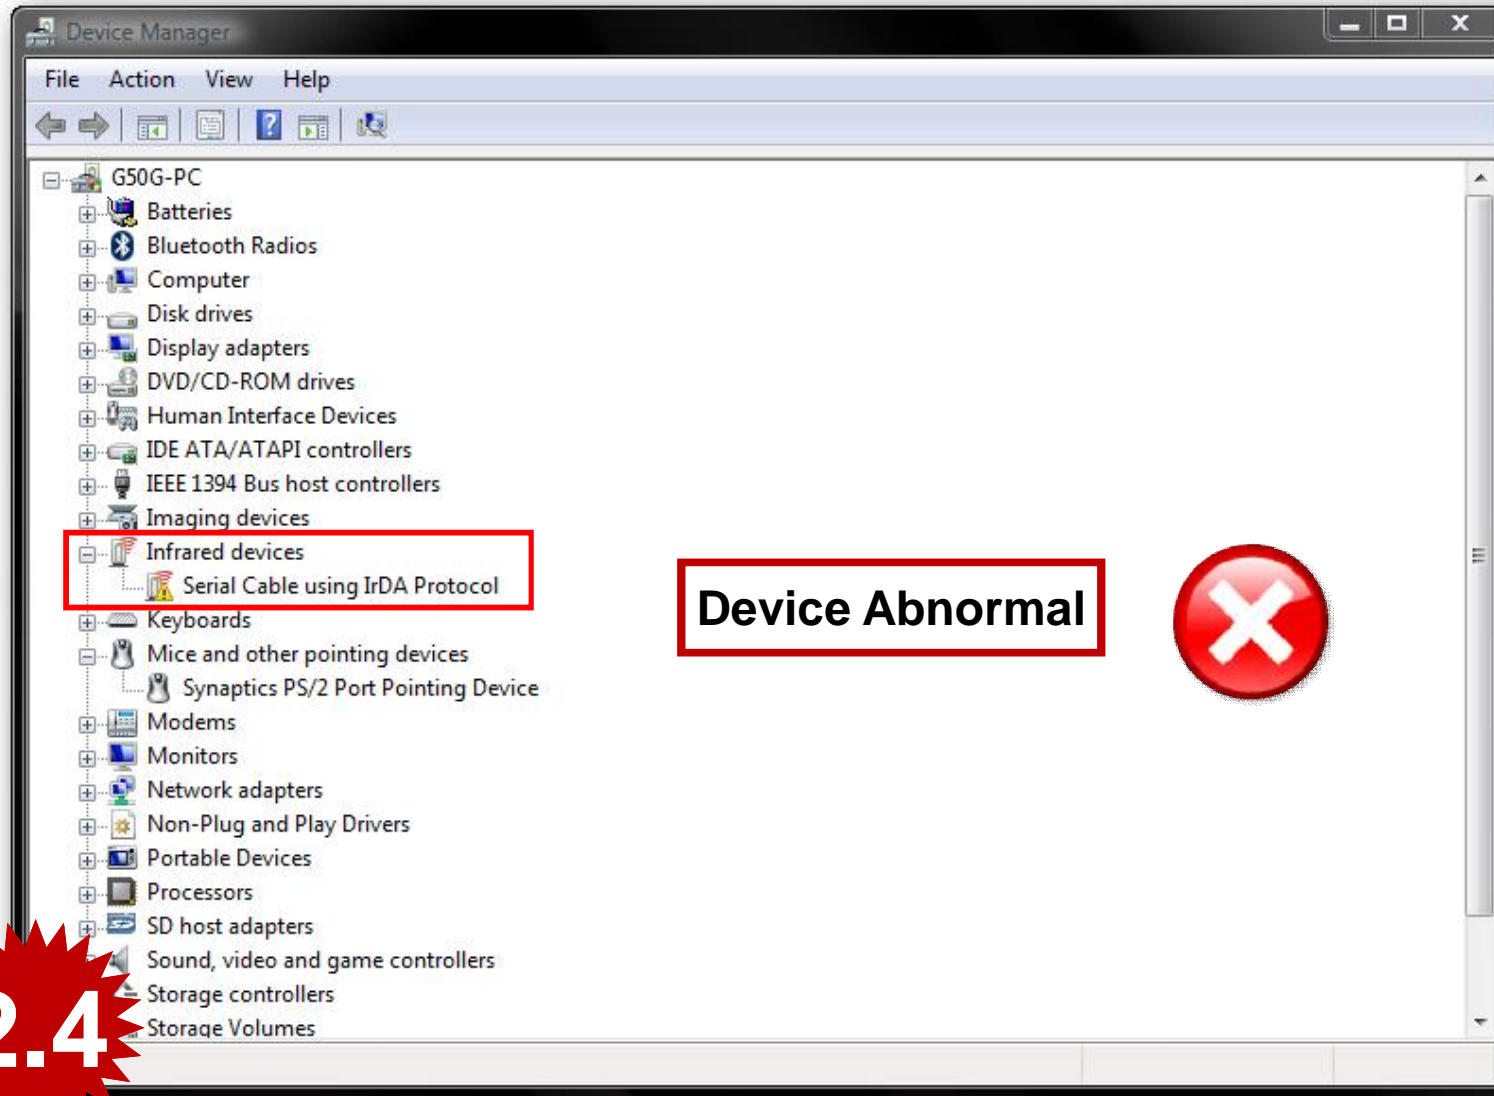 Device Manager
File Action View Help
G50G-PC
Batteries
Bluetooth Radios
Computer
Disk drives
Display adapters
DVD/CD-ROM drives
Human Interface Devices
IDE ATA/ATAPI controllers
IEEE 1394 Bus host controllers
Imaging devices
Infrared devices
Serial Cable using IrDA Protocol
Device Abnormal
Keyboards
Mice and other pointing devices
Synaptics PS/2 Port Pointing Device
Modems
Monitors
Network adapters
Non-Plug and Play Drivers
Portable Devices
Processors
SD host adapters
Sound, video and game controllers
Storage controllers
Storage Volumes
2.4